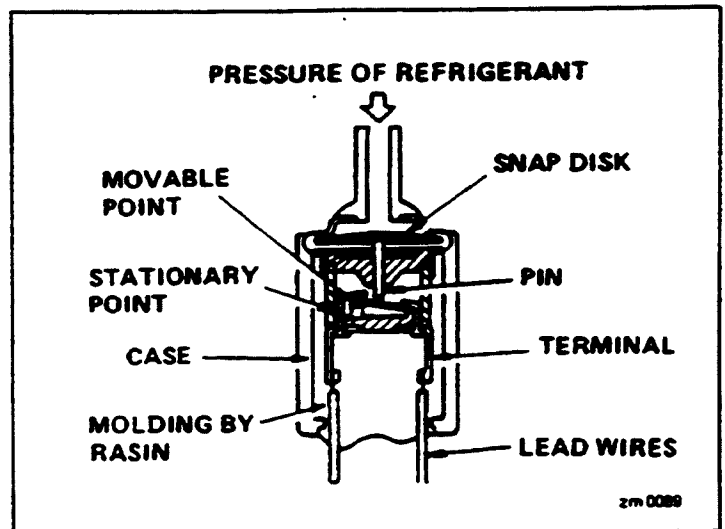 PRESSURE OF REFRIGERANT
SNAP DISK
MOVABLE
POINT
STATIONARY
POINT
PIN
CASE
TERMINAL
MOLDING BY
RASIN
LEAD WIRES
zm 0089